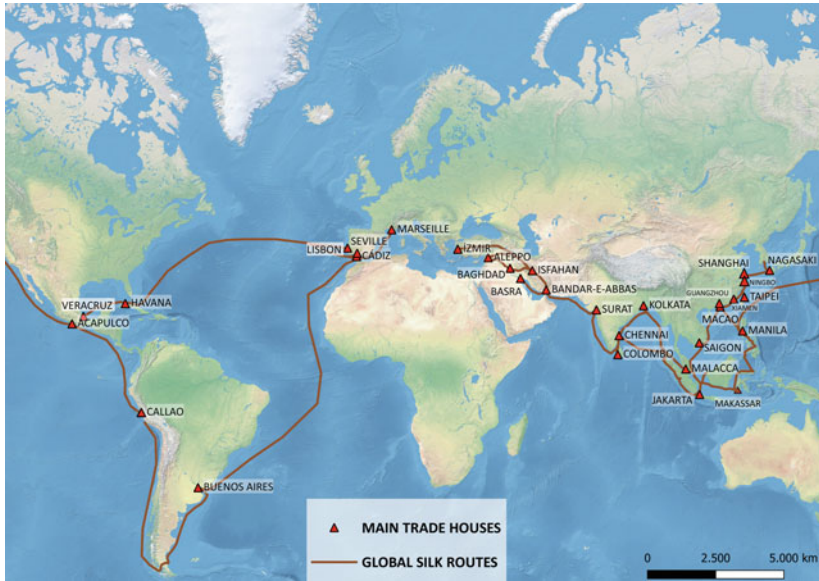 MARSEILLE
SEVILLE
LISBON
CÁDIZ
İZMIR
ALEPPO
BAGHDAD
ISFAHAN
BASRA
BANDAR-E-ABBAS
SHANGHAI
NAGASAKI
NINGBO
GUANGZHOU
TAIPEI
XIAMEN
MACAO
VERACRUZ
HAVANA
ACAPULCO
SURAT
KOLKATA
CHENNAI
COLOMBO
SAIGON
MANILA
MALACCA
JAKARTA
MAKASSAR
CALLAO
BUENOS AIRES
MAIN TRADE HOUSES
GLOBAL SILK ROUTES
0 2.500 5.000 km